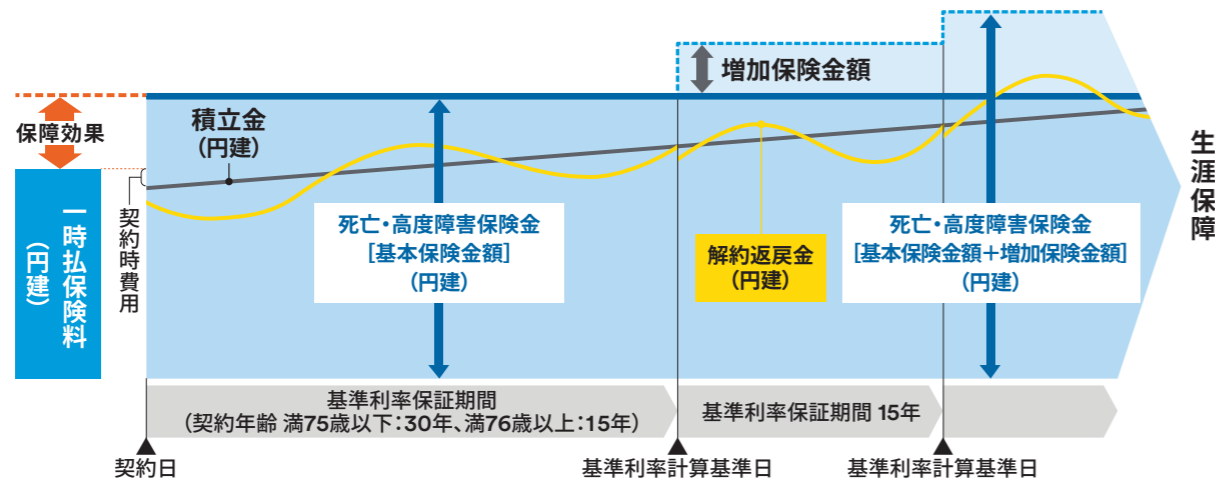 増加保険金額
保障効果
積立金
（円建）
一時払保険料
（円建）
契約時費用
死亡・高度障害保険金
［基本保険金額］
（円建）
解約返戻金
（円建）
死亡・高度障害保険金
［基本保険金額＋増加保険金額］
（円建）
生涯保障
基準利率保証期間
（契約年齢 満75歳以下：30年、満76歳以上：15年）
基準利率保証期間 15年
契約日
基準利率計算基準日
基準利率計算基準日